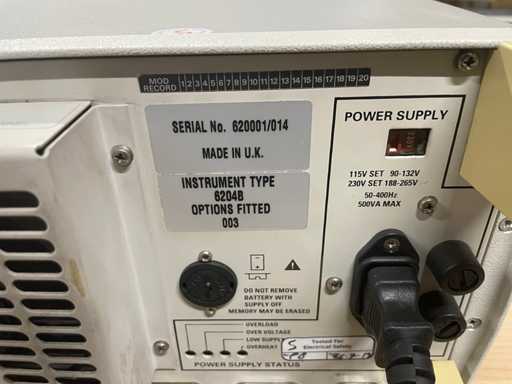 MOD
RECORD
1 2 3 4 5 6 7 8 9 10 11 12 13 14 15 16 17 18 19 20
SERIAL No. 620001/014
MADE IN U.K.
INSTRUMENT TYPE
6204B
OPTIONS FITTED
003
POWER SUPPLY
115V SET 90-132V
230V SET 188-265V
50-400Hz
500VA MAX
DO NOT REMOVE
BATTERY WITH
SUPPLY OFF
MEMORY MAY BE ERASED
OVERLOAD
OVER VOLTAGE
LOW SUPPLY
OVERHEAT
POWER SUPPLY STATUS
S
Tested For
Electrical Safety